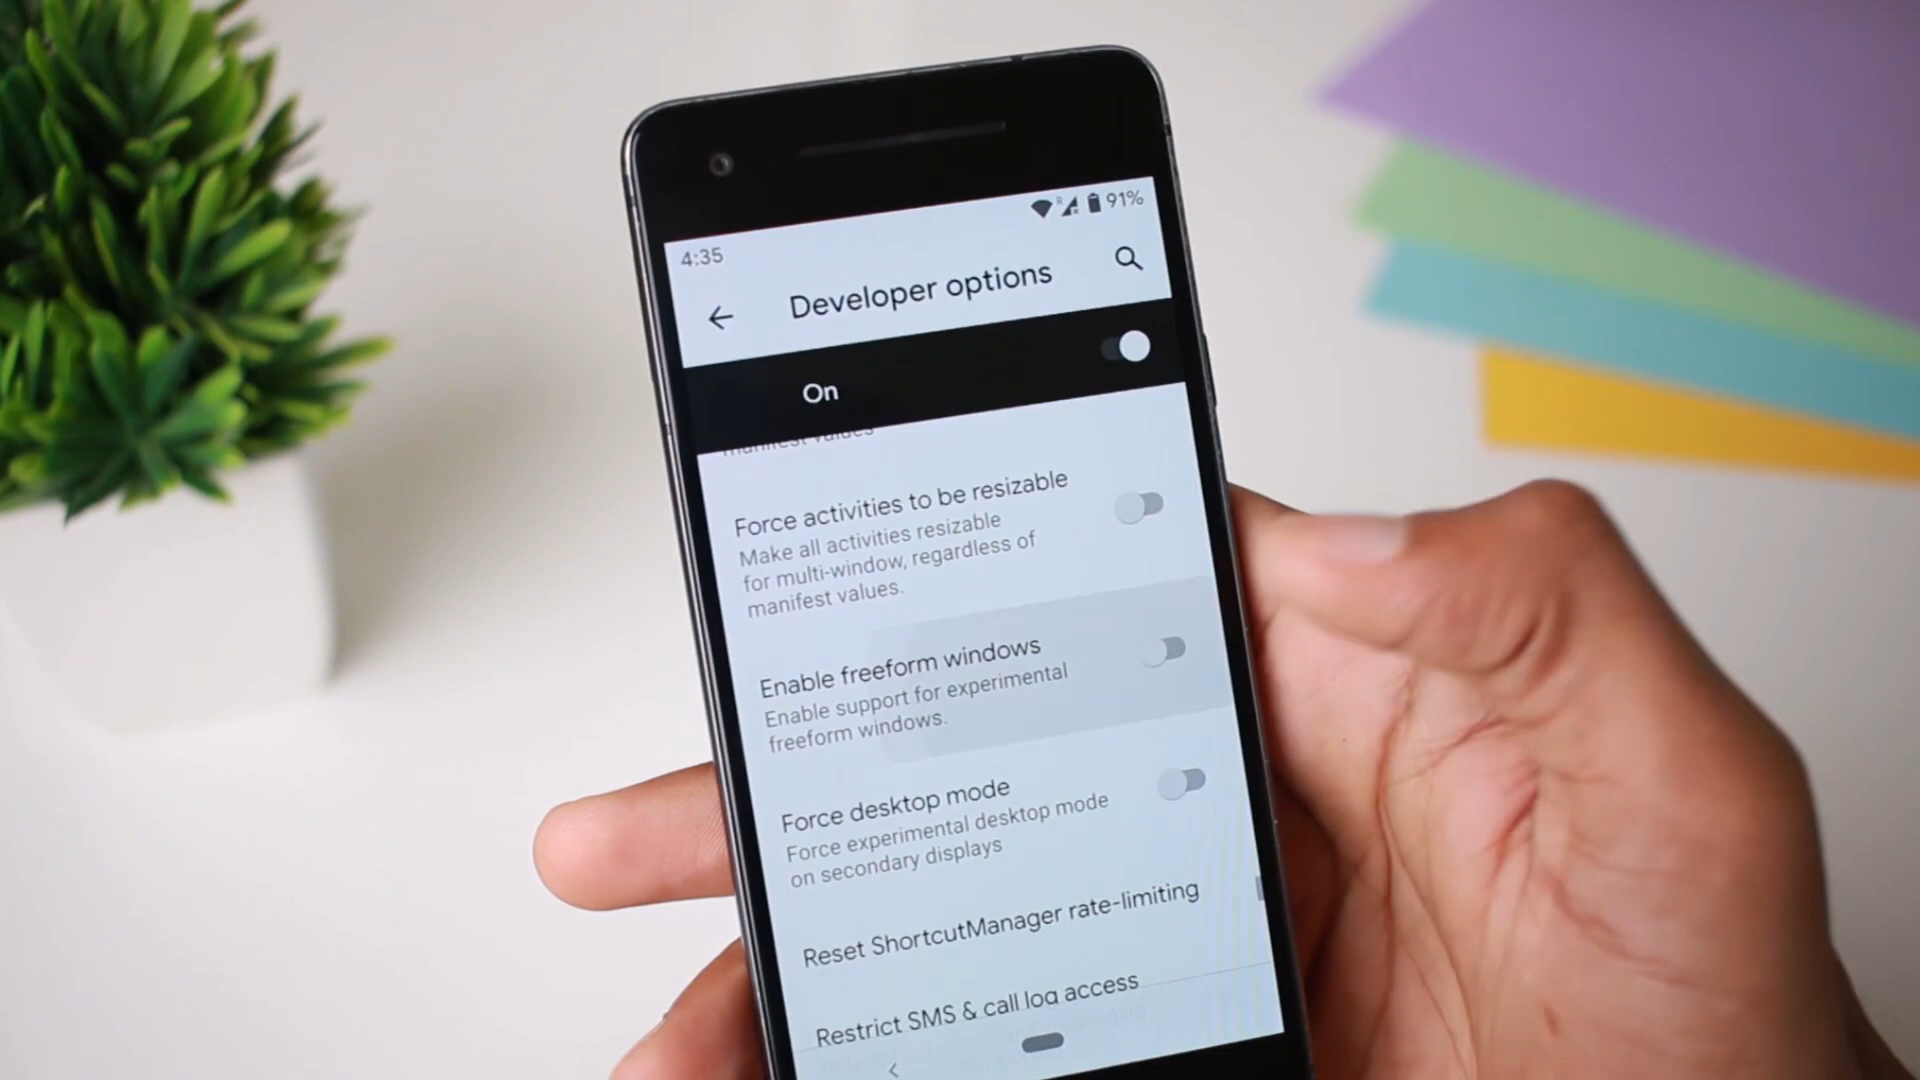 R 91%
4:35
Developer options
On
manifest values
Force activities to be resizable
Make all activities resizable
for multi-window, regardless of
manifest values.
Enable freeform windows
Enable support for experimental
freeform windows.
Force desktop mode
Force experimental desktop mode
on secondary displays
Reset ShortcutManager rate-limiting
Restrict SMS & call log access